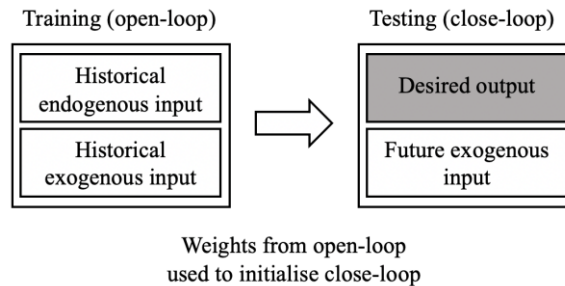 Training (open-loop)
Historical
endogenous input
Historical
exogenous input
Testing (close-loop)
Desired output
Future exogenous
input
Weights from open-loop
used to initialise close-loop